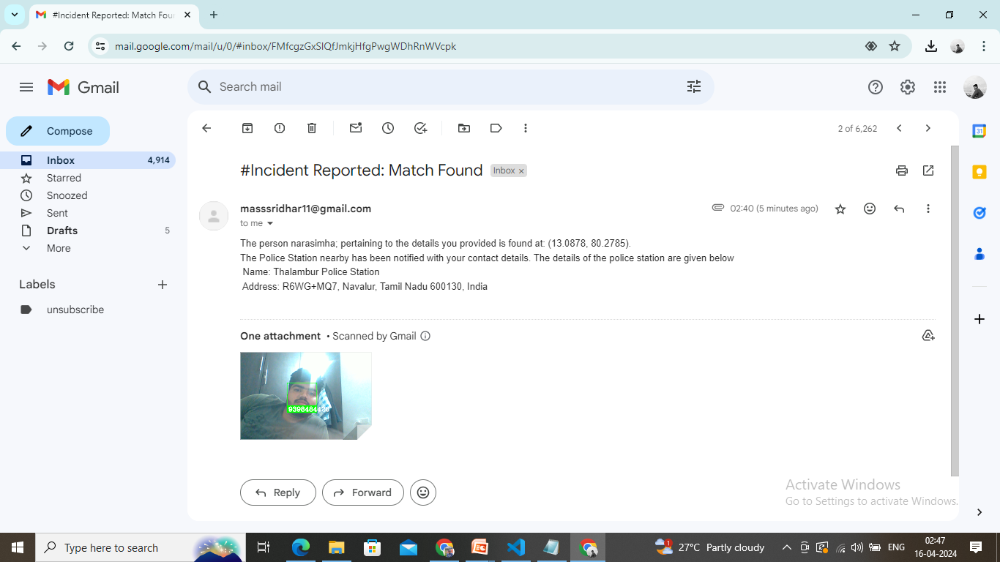 #Incident Reported: Match Foun
mail.google.com/mail/u/0/#inbox/FMfcgzGxSlQfJmkjHfgPwgWDhRnWVcpk
Gmail
Search mail
Compose
Inbox 4,914
Starred
Snoozed
Sent
Drafts 5
More
Labels
unsubscribe
2 of 6,262
#Incident Reported: Match Found Inbox ×
masssridhar11@gmail.com 02:40 (5 minutes ago)
to me
The person narasimha; pertaining to the details you provided is found at: (13.0878, 80.2785).
The Police Station nearby has been notified with your contact details. The details of the police station are given below
Name: Thalambur Police Station
Address: R6WG+MQ7, Navalur, Tamil Nadu 600130, India
One attachment • Scanned by Gmail
Reply
Forward
31
Activate Windows
Go to Settings to activate Windows.
Type here to search
1
27°C Partly cloudy
ENG
02:47
16-04-2024